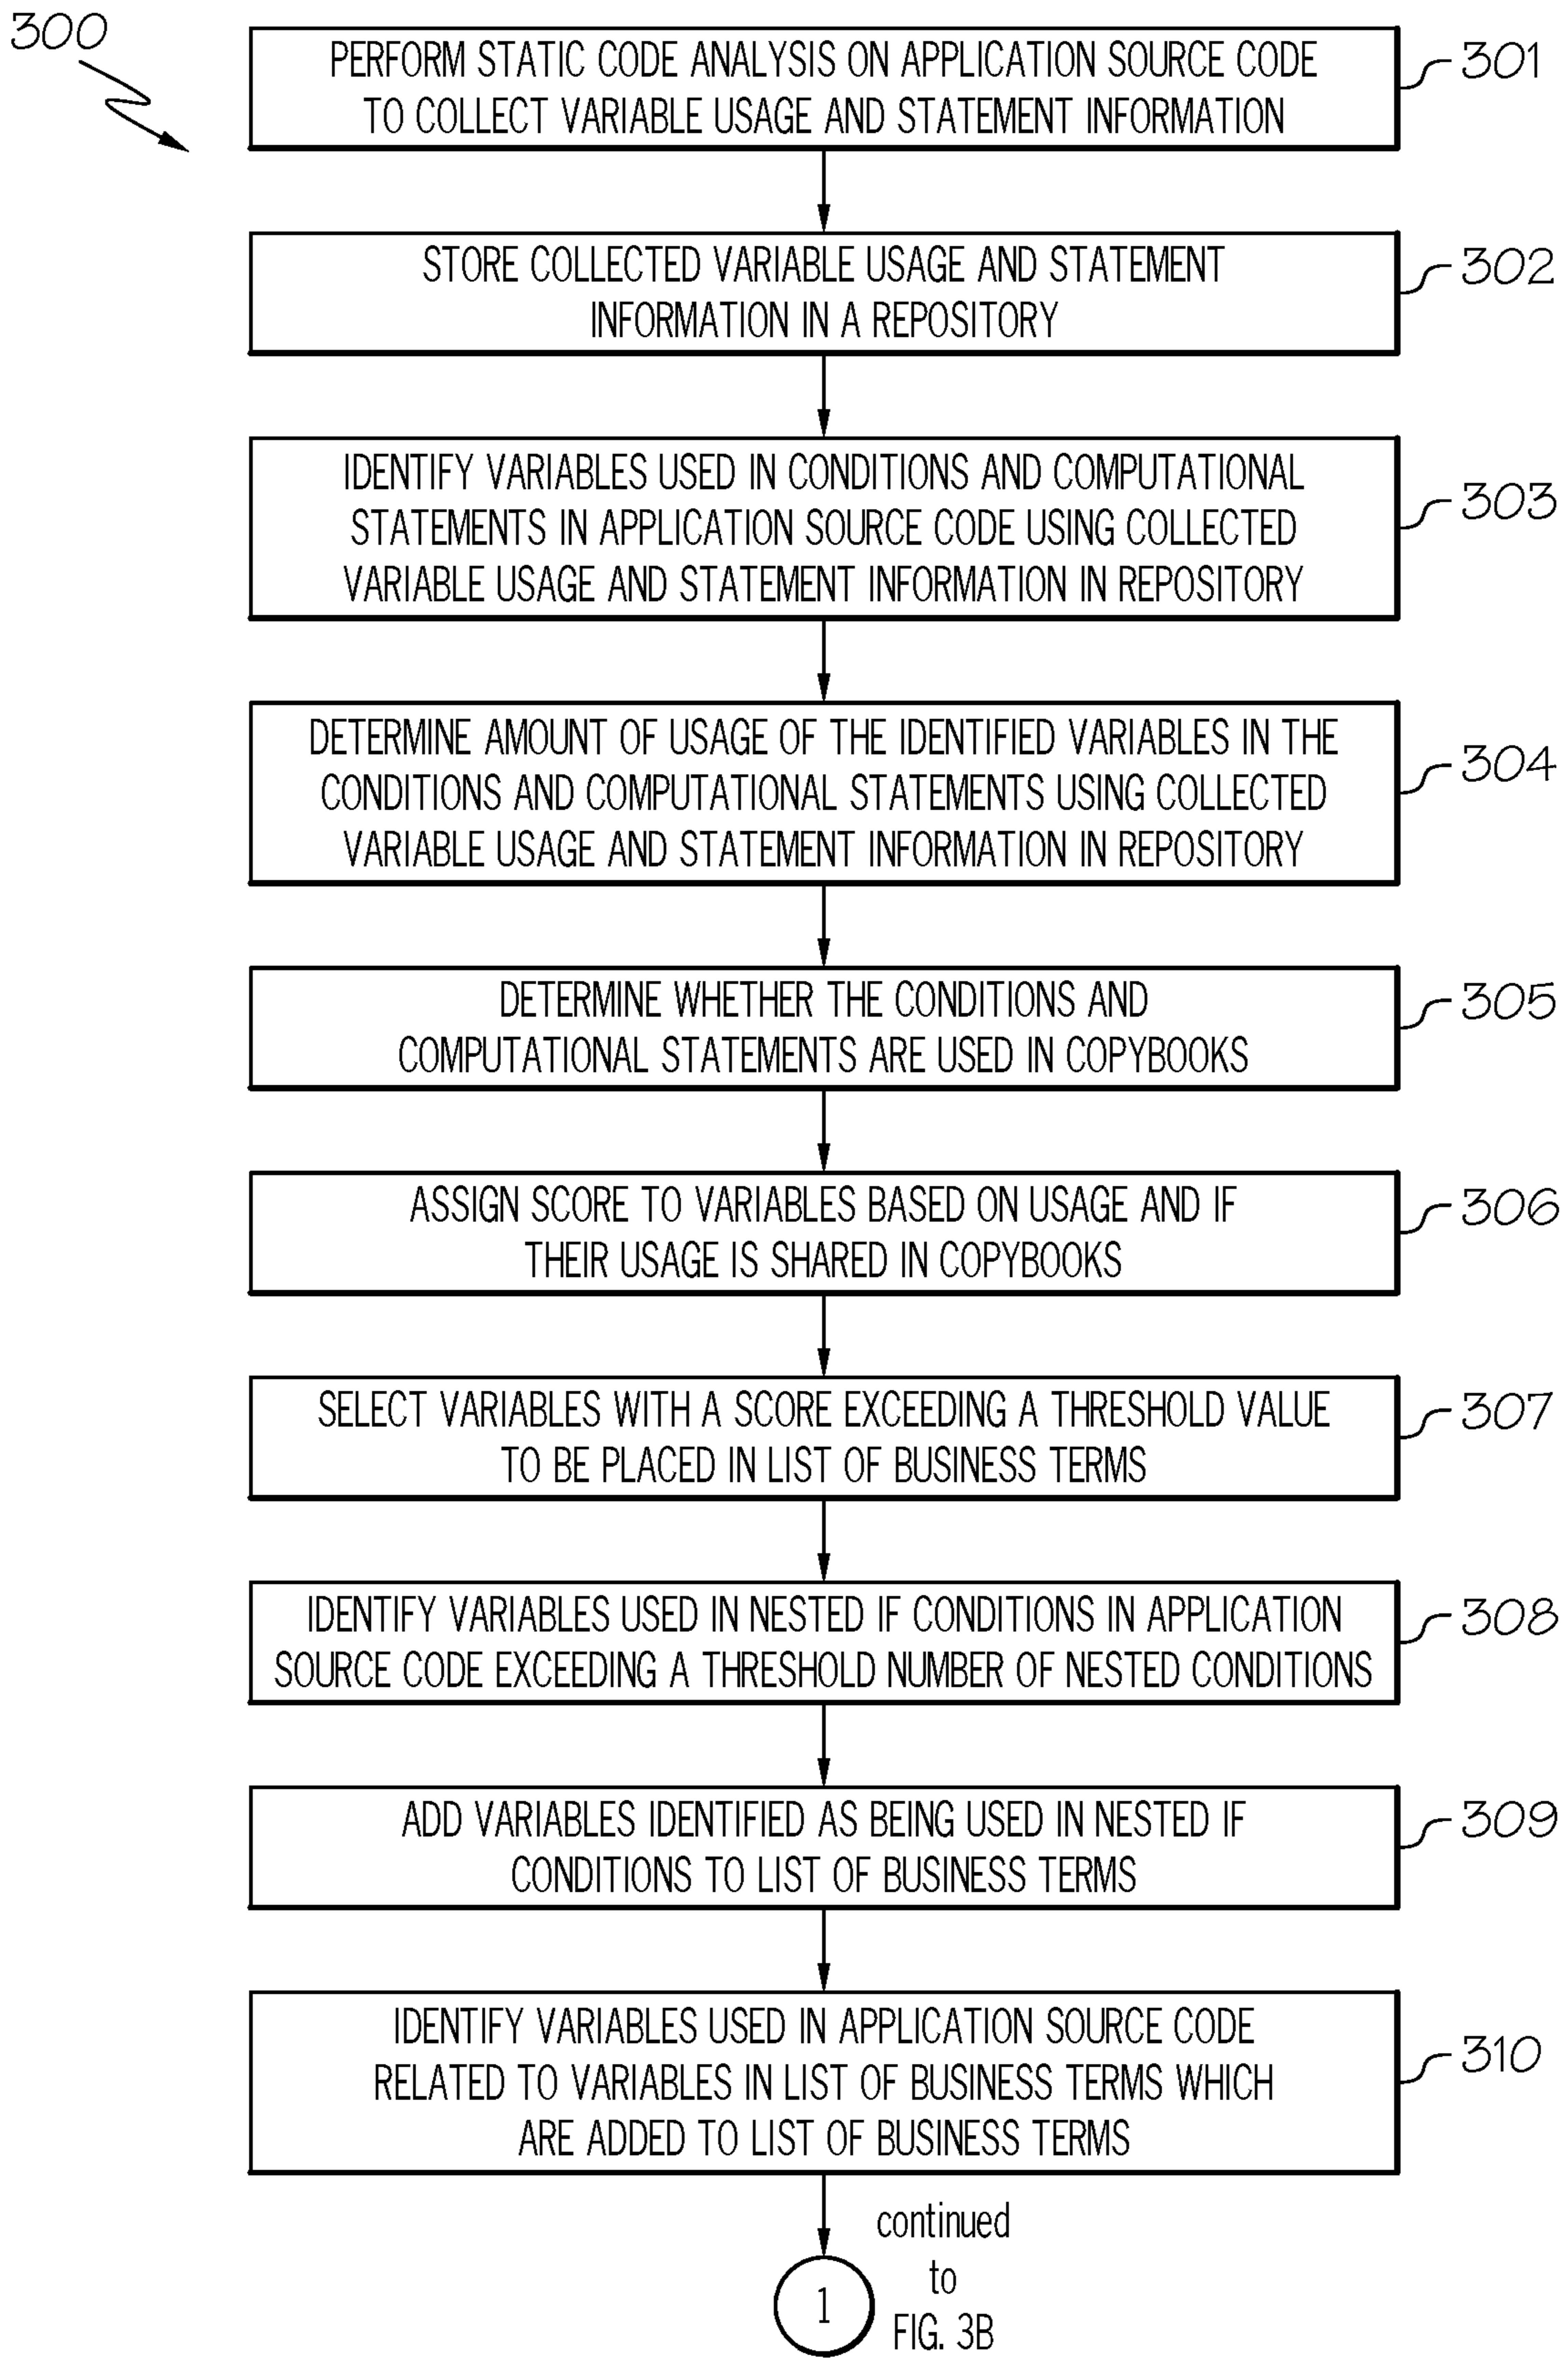 300
PERFORM STATIC CODE ANALYSIS ON APPLICATION SOURCE CODE
TO COLLECT VARIABLE USAGE AND STATEMENT INFORMATION
301
STORE COLLECTED VARIABLE USAGE AND STATEMENT
INFORMATION IN A REPOSITORY
302
IDENTIFY VARIABLES USED IN CONDITIONS AND COMPUTATIONAL
STATEMENTS IN APPLICATION SOURCE CODE USING COLLECTED
VARIABLE USAGE AND STATEMENT INFORMATION IN REPOSITORY
303
DETERMINE AMOUNT OF USAGE OF THE IDENTIFIED VARIABLES IN THE
CONDITIONS AND COMPUTATIONAL STATEMENTS USING COLLECTED
VARIABLE USAGE AND STATEMENT INFORMATION IN REPOSITORY
304
DETERMINE WHETHER THE CONDITIONS AND
COMPUTATIONAL STATEMENTS ARE USED IN COPYBOOKS
305
ASSIGN SCORE TO VARIABLES BASED ON USAGE AND IF
THEIR USAGE IS SHARED IN COPYBOOKS
306
SELECT VARIABLES WITH A SCORE EXCEEDING A THRESHOLD VALUE
TO BE PLACED IN LIST OF BUSINESS TERMS
307
IDENTIFY VARIABLES USED IN NESTED IF CONDITIONS IN APPLICATION
SOURCE CODE EXCEEDING A THRESHOLD NUMBER OF NESTED CONDITIONS
308
ADD VARIABLES IDENTIFIED AS BEING USED IN NESTED IF
CONDITIONS TO LIST OF BUSINESS TERMS
309
IDENTIFY VARIABLES USED IN APPLICATION SOURCE CODE
RELATED TO VARIABLES IN LIST OF BUSINESS TERMS WHICH
ARE ADDED TO LIST OF BUSINESS TERMS
310
1
continued
to
FIG. 3B